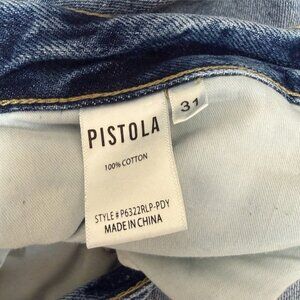 PISTOLA
31
100% COTTON
STYLE # P6322RLP-PDY
MADE IN CHINA